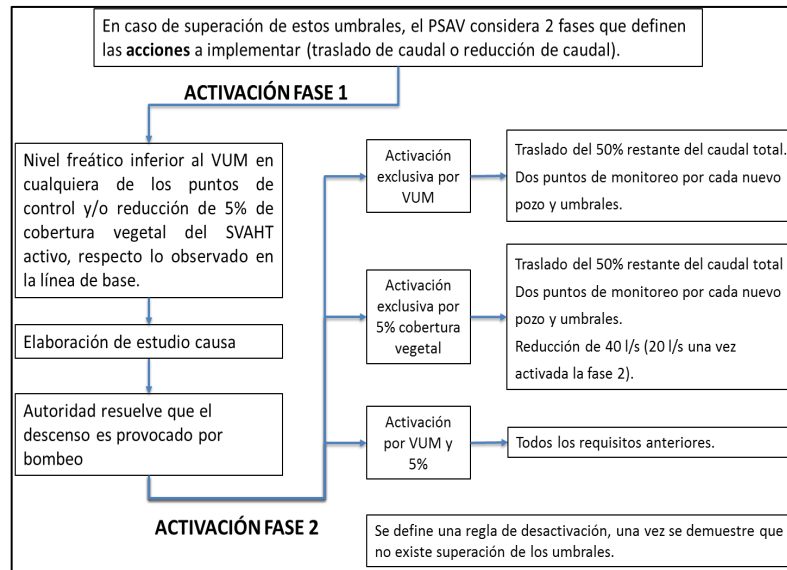 En caso de superación de estos umbrales, el PSAV considera 2 fases que definen
las acciones a implementar (traslado de caudal o reducción de caudal).
ACTIVACIÓN FASE 1
Nivel freático inferior al VUM en
cualquiera de los puntos de
control y/o reducción de 5% de
cobertura vegetal del SVAHT
activo, respecto lo observado en
la línea de base.
Elaboración de estudio causa
Autoridad resuelve que el
descenso es provocado por
bombeo
ACTIVACIÓN FASE 2
Activación
exclusiva por
VUM
Traslado del 50% restante del caudal total.
Dos puntos de monitoreo por cada nuevo
pozo y umbrales.
Activación
exclusiva por
5% cobertura
vegetal
Traslado del 50% restante del caudal total
Dos puntos de monitoreo por cada nuevo
pozo y umbrales.
Reducción de 40 l/s (20 l/s una vez
activada la fase 2).
Activación
por VUM y
5%
Todos los requisitos anteriores.
Se define una regla de desactivación, una vez se demuestre que
no existe superación de los umbrales.